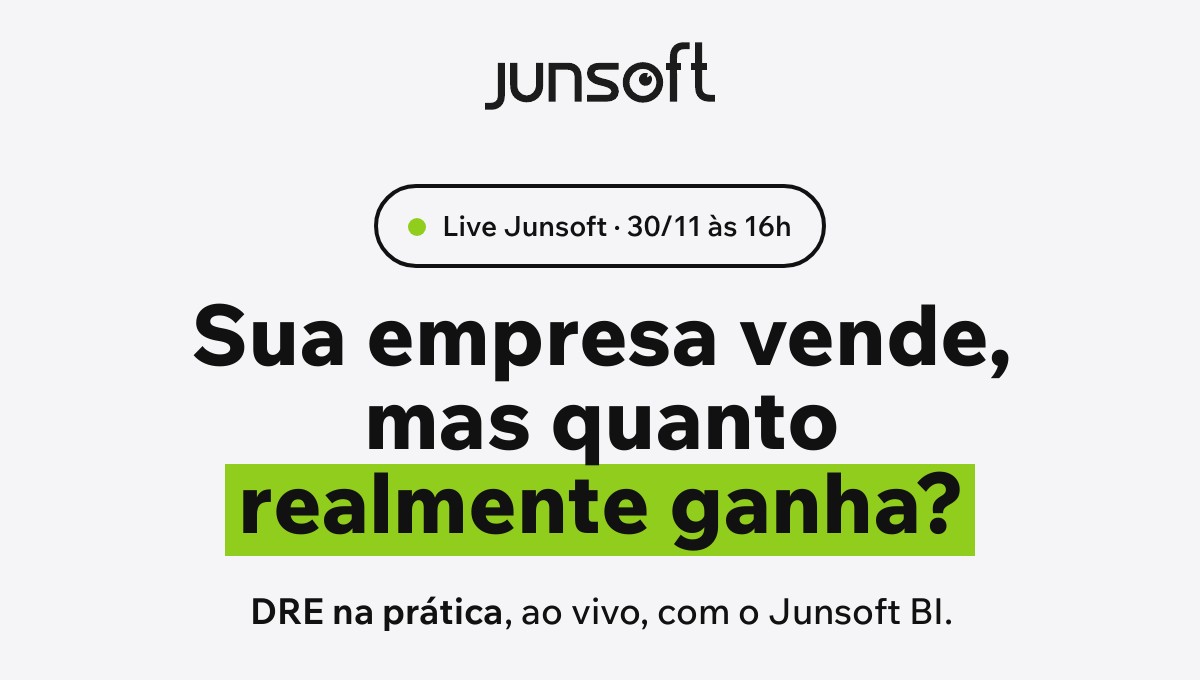 junsoft
Live Junsoft · 30/11 às 16h
Sua empresa vende,
mas quanto
realmente ganha?
DRE na prática, ao vivo, com o Junsoft BI.